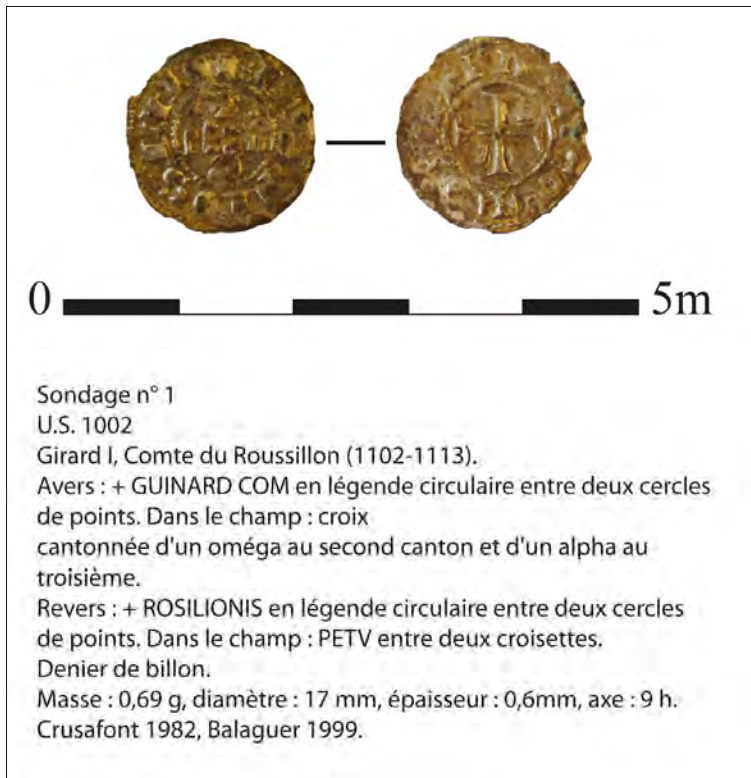 0 5m
Sondage n° 1
U.S. 1002
Girard I, Comte du Roussillon (1102-1113).
Avers : + GUINARD COM en légende circulaire entre deux cercles
de points. Dans le champ : croix
cantonnée d'un oméga au second canton et d'un alpha au
troisième.
Revers : + ROSILIONIS en légende circulaire entre deux cercles
de points. Dans le champ : PETV entre deux croisettes.
Denier de billon.
Masse : 0,69 g, diamètre : 17 mm, épaisseur : 0,6mm, axe : 9 h.
Crusafont 1982, Balaguer 1999.